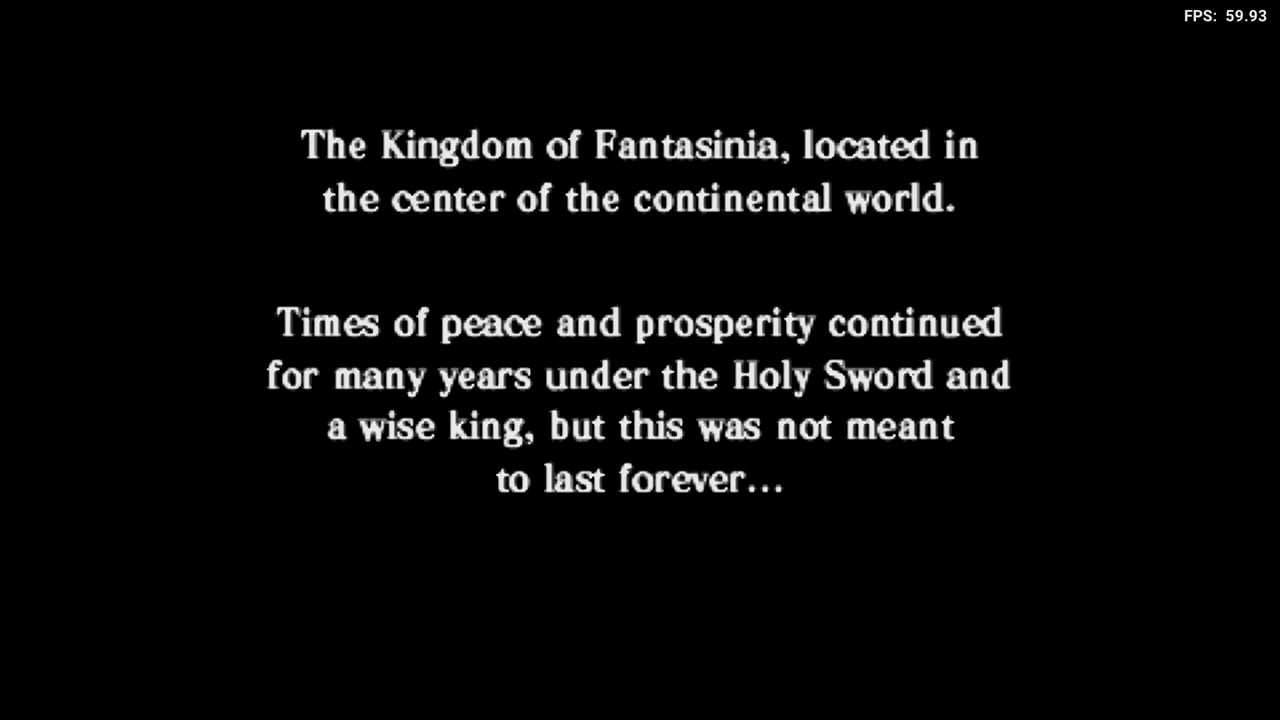 FPS: 59.93
The Kingdom of Fantasinia, located in
the center of the continental world.
Times of peace and prosperity continued
for many years under the Holy Sword and
a wise king, but this was not meant
to last forever...